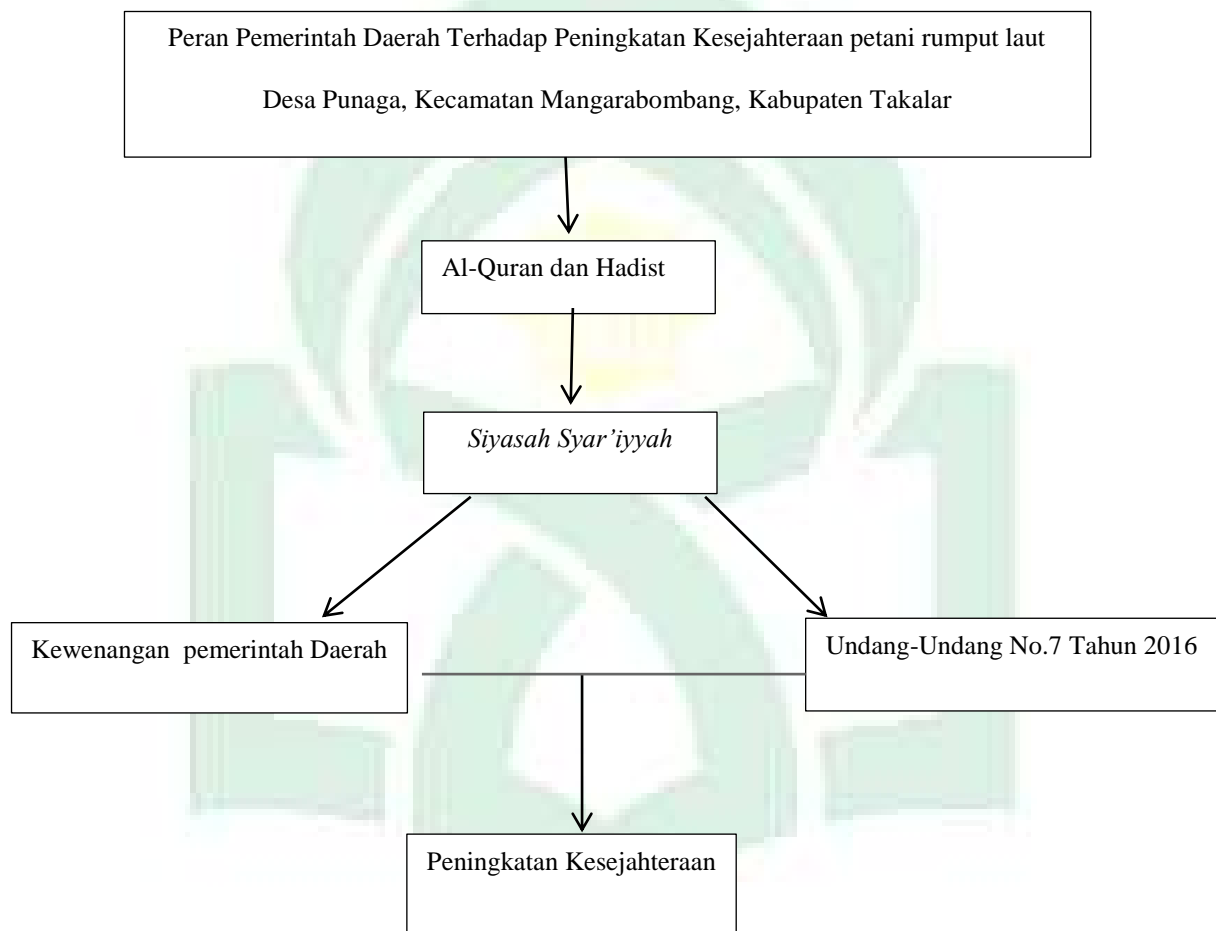 Peran Pemerintah Daerah Terhadap Peningkatan Kesejahteraan petani rumput laut
Desa Punaga, Kecamatan Mangarabombang, Kabupaten Takalar
Al-Quran dan Hadist
Siyasah Syar’iyyah
Kewenangan pemerintah Daerah
Undang-Undang No.7 Tahun 2016
Peningkatan Kesejahteraan